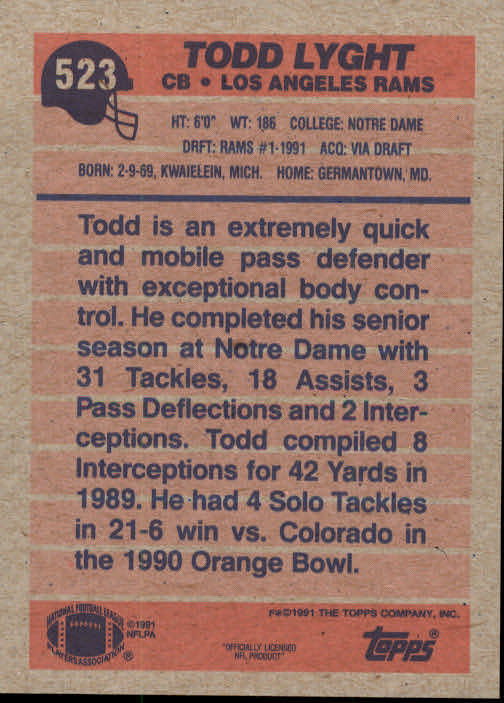 523
TODD LYGHT
CB • LOS ANGELES RAMS
HT: 6'0" WT: 186 COLLEGE: NOTRE DAME
DRFT: RAMS #1-1991 ACQ: VIA DRAFT
BORN: 2-9-69, KWAIELEIN, MICH. HOME: GERMANTOWN, MD.
Todd is an extremely quick
and mobile pass defender
with exceptional body con-
trol. He completed his senior
season at Notre Dame with
31 Tackles, 18 Assists, 3
Pass Deflections and 2 Inter-
ceptions. Todd compiled 8
Interceptions for 42 Yards in
1989. He had 4 Solo Tackles
in 21-6 win vs. Colorado in
the 1990 Orange Bowl.
NATIONAL FOOTBALL LEAGUE
PLAYERS ASSOCIATION ®
©1991
NFLPA
"OFFICIALLY LICENSED
NFL PRODUCT"
F*©1991 THE TOPPS COMPANY, INC.
Topps®